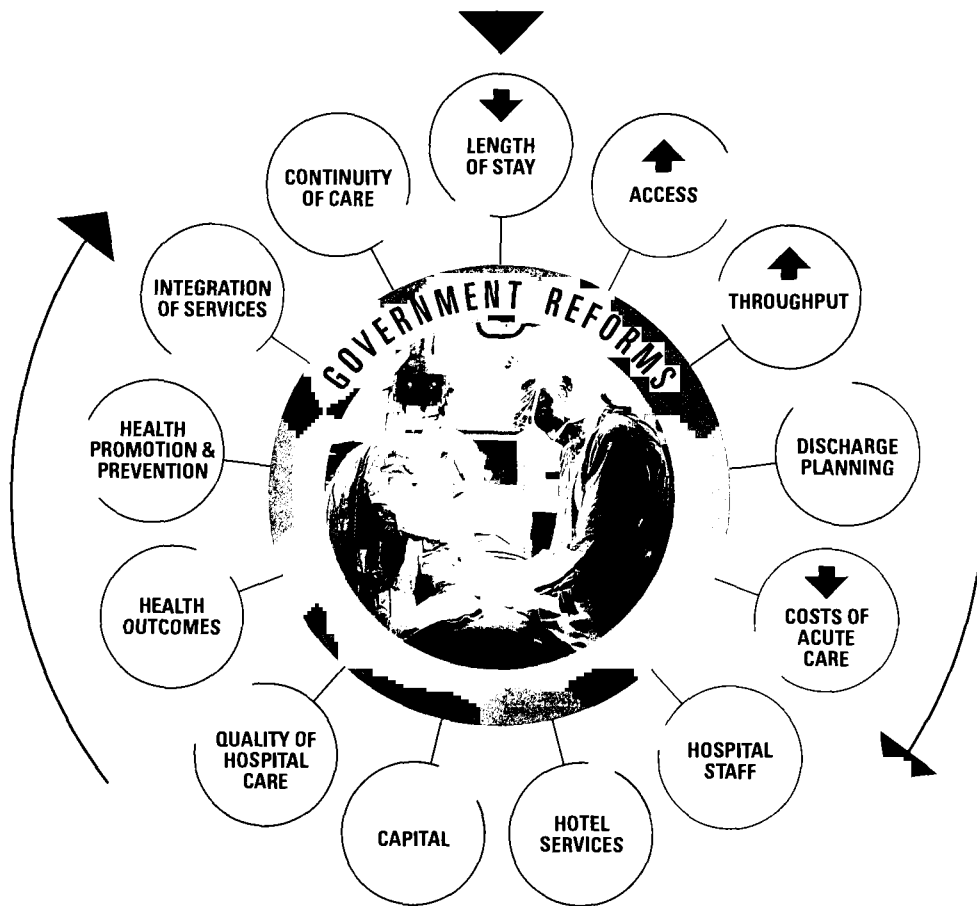 GOVERNMENT REFORMS
LENGTH
OF STAY
ACCESS
THROUGHPUT
DISCHARGE
PLANNING
COSTS OF
ACUTE
CARE
HOSPITAL
STAFF
HOTEL
SERVICES
CAPITAL
QUALITY OF
HOSPITAL
CARE
HEALTH
OUTCOMES
HEALTH
PROMOTION &
PREVENTION
INTEGRATION
OF SERVICES
CONTINUITY
OF CARE